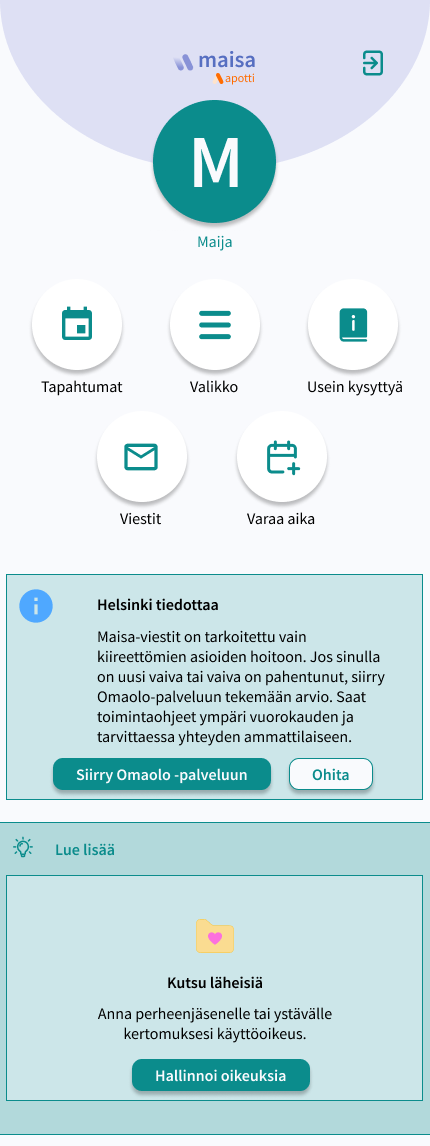 maisa
apotti
M
Maija
Tapahtumat
Valikko
Usein kysyttyä
Viestit
Varaa aika
Helsinki tiedottaa
Maisa-viestit on tarkoitettu vain
kiireettömien asioiden hoitoon. Jos sinulla
on uusi vaiva tai vaiva on pahentunut, siirry
Omaolo-palveluun tekemään arvio. Saat
toimintaohjeet ympäri vuorokauden ja
tarvittaessa yhteyden ammattilaiseen.
Siirry Omaolo -palveluun
Ohita
Lue lisää
Kutsu läheisiä
Anna perheenjäsenelle tai ystävälle
kertomuksesi käyttöoikeus.
Hallinnoi oikeuksia